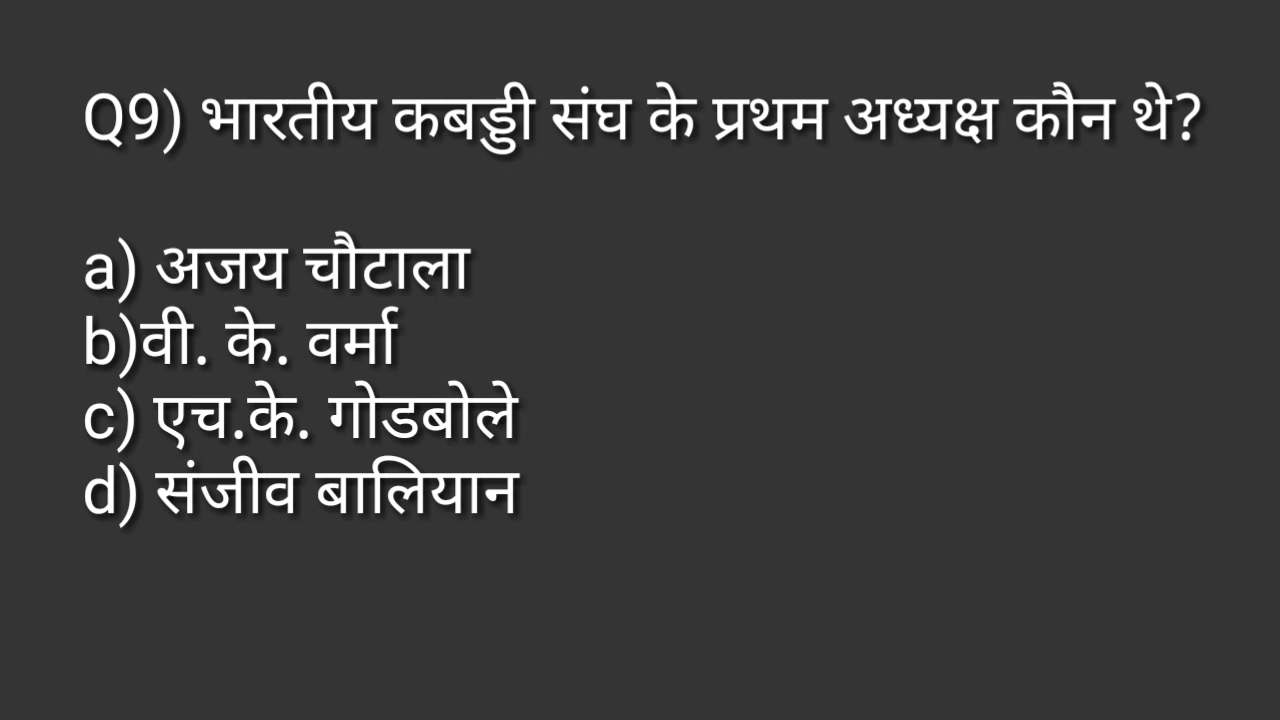 Q9) भारतीय कबड्डी संघ के प्रथम अध्यक्ष कौन थे?
a) अजय चौटाला
b)वी. के. वर्मा
c) एच.के. गोडबोले
d) संजीव बालियान